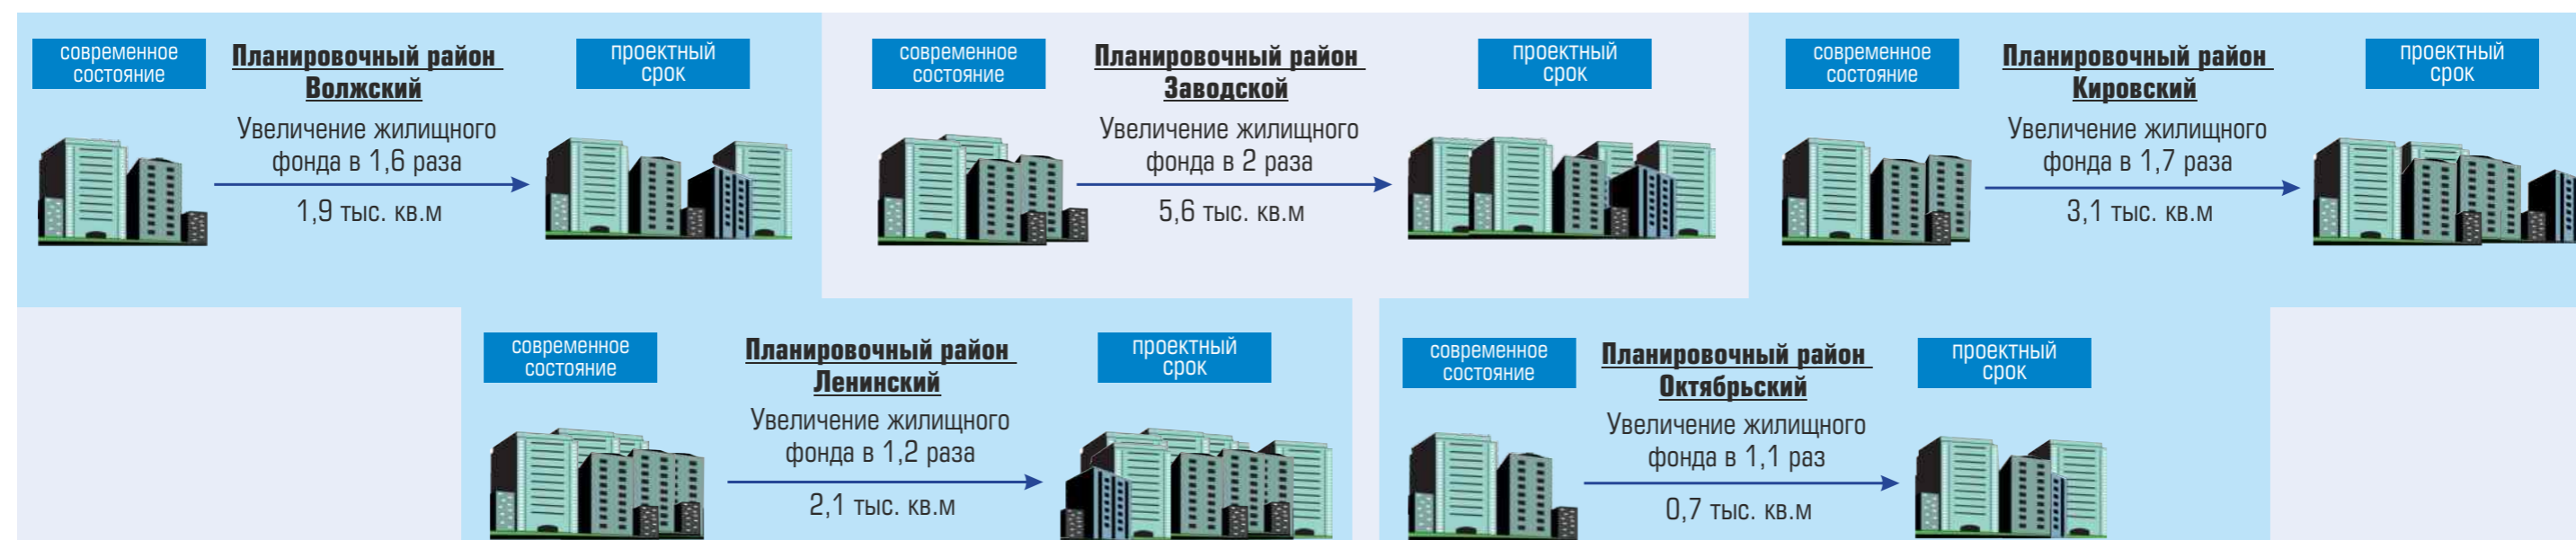 современное
состояние
Планировочный район
Волжский
Увеличение жилищного
фонда в 1,6 раза
1,9 тыс. кв.м
проектный
срок
современное
состояние
Планировочный район
Заводской
Увеличение жилищного
фонда в 2 раза
5,6 тыс. кв.м
проектный
срок
современное
состояние
Планировочный район
Кировский
Увеличение жилищного
фонда в 1,7 раза
3,1 тыс. кв.м
проектный
срок
современное
состояние
Планировочный район
Ленинский
Увеличение жилищного
фонда в 1,2 раза
2,1 тыс. кв.м
проектный
срок
современное
состояние
Планировочный район
Октябрьский
Увеличение жилищного
фонда в 1,1 раз
0,7 тыс. кв.м
проектный
срок